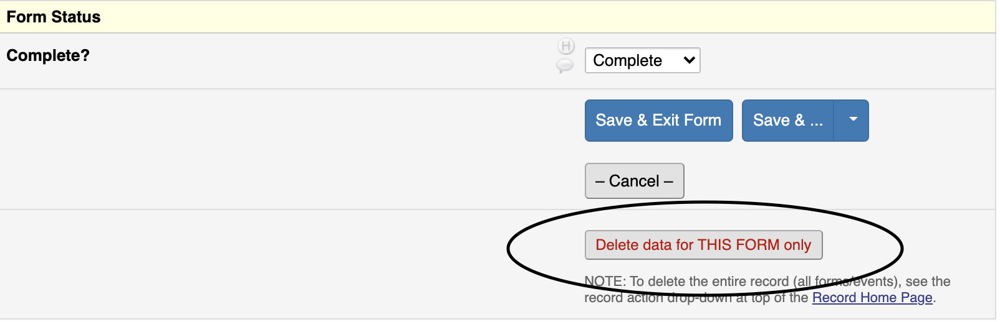 Form Status
Complete?
H
Complete
Save & Exit Form
Save & ...
– Cancel –
Delete data for THIS FORM only
NOTE: To delete the entire record (all forms/events), see the
record action drop-down at top of the Record Home Page.